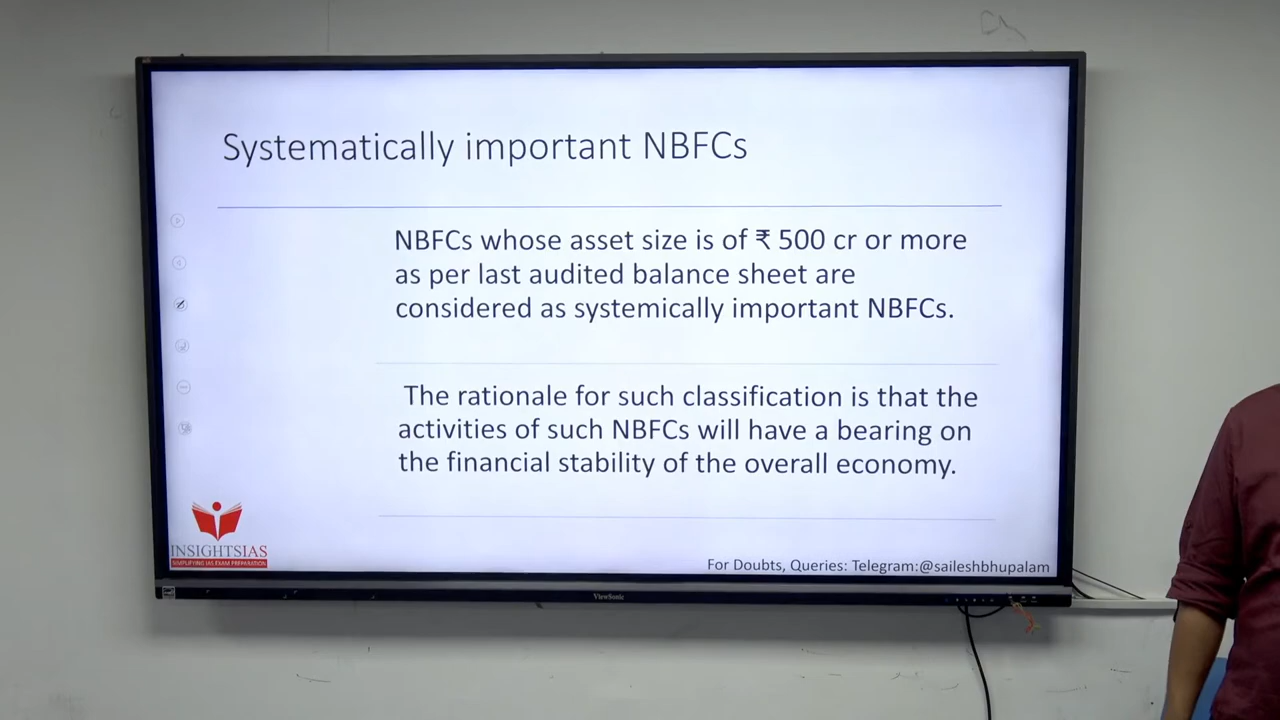 Systematically important NBFCs
NBFCs whose asset size is of ₹ 500 cr or more
as per last audited balance sheet are
considered as systemically important NBFCs.
The rationale for such classification is that the
activities of such NBFCs will have a bearing on
the financial stability of the overall economy.
INSIGHTSIAS
SIMPLIFYING IAS EXAM PREPARATION
For Doubts, Queries: Telegram:@saileshbhupalam
ViewSonic